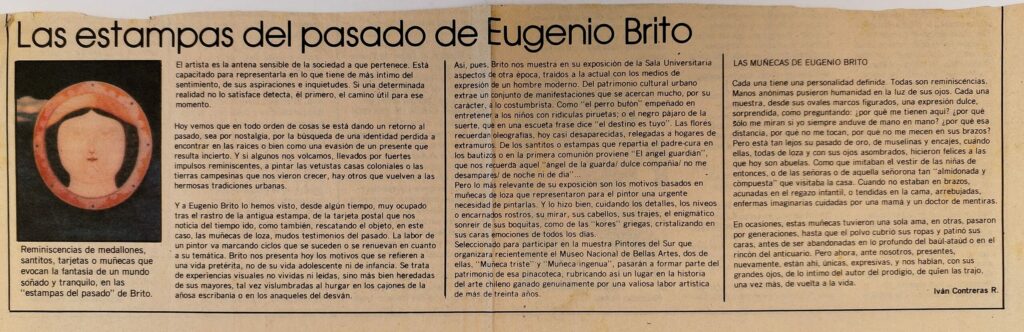 Las estampas del pasado de Eugenio Brito
Reminiscencias de medallones,
santitos, tarjetas o muñecas que
evocan la fantasia de un mundo
soñado y tranquilo, en las
"estampas del pasado" de Brito.
El artista es la antena sensible de la sociedad a que pertenece. Está
capacitado para representarla en lo que tiene de más intimo del
sentimiento, de sus aspiraciones e inquietudes. Si una determinada
realidad no lo satisface detecta, él primero, el camino útil para ese
momento.
Hoy vemos que en todo orden de cosas se está dando un retorno al
pasado, sea por nostalgia, por la búsqueda de una identidad perdida a
encontrar en las raices o bien como una evasión de un presente que
resulta incierto. Y si algunos nos volcamos, llevados por fuertes
impulsos reminiscentes, a pintar las vetustas casas coloniales o las
tierras campesinas que nos vieron crecer, hay otros que vuelven a las
hermosas tradiciones urbanas.
Y a Eugenio Brito lo hemos visto, desde algún tiempo, muy ocupado
tras el rastro de la antigua estampa, de la tarjeta postal que nos
noticia del tiempo ido, como también, rescatando el objeto, en este
caso, las muñecas de loza, mudos testimonios del pasado. La labor de
un pintor va marcando ciclos que se suceden o se renuevan en cuanto
a su temática. Brito nos presenta hoy los motivos que se refieren a
una vida pretérita, no de su vida adolescente ni de infancia. Se trata
de experiencias visuales no vividas ni leidas, sino más bien heredadas
de sus mayores, tal vez vislumbradas al hurgar en los cajones de la
añosa escribania o en los anaqueles del desván.
Asi, pues, Brito nos muestra en su exposición de la Sala Universitaria
aspectos de otra época, traidos a la actual con los medios de
expresión de un hombre moderno. Del patrimonio cultural urbano
extrae un conjunto de manifestaciones que se acercan mucho, por su
carácter, a lo costumbrista. Como "el perro butón" empeñado en
entretener a los niños con ridiculas piruetas; o el negro pájaro de la
suerte, que en una escueta frase dice "el destino es tuyo". Las flores
recuerdan oleografias, hoy casi desaparecidas, relegadas a hogares de
extramuros. De los santitos o estampas que repartia el padre-cura en
los bautizos o en la primera comunión proviene "El angel guardián",
que nos recuerda aquel "ángel de la guarda/ dulce compañia/ no me
desampares/ de noche ni de dia"...
Pero lo más relevante de su exposición son los motivos basados en
muñecas de loza que representaron para el pintor una urgente
necesidad de pintarlas. Y lo hizo bien, cuidando los detalles, los niveos
o encarnados rostros, su mirar, sus cabellos, sus trajes, el enigmático
sonreir de sus boquitas, como de las "kores" griegas, cristalizando en
sus caras emociones de todos los dias.
Seleccionado para participar en la muestra Pintores del Sur que
organizara recientemente el Museo Nacional de Bellas Artes, dos de
ellas, "Muñeca triste" y "Muñeca ingenua", pasarán a formar parte del
patrimonio de esa pinacoteca, rubricando asi un lugar en la historia
del arte chileno ganado genuinamente por una valiosa labor artistica
de más de treinta años.
LAS MUÑECAS DE EUGENIO BRITO
Cada una tiene una personalidad definida. Todas son reminiscencias.
Manos anónimas pusieron humanidad en la luz de sus ojos. Cada una
muestra, desde sus ovales marcos figurados, una expresión dulce,
sorprendida, como preguntando: ¿por qué me tienen aqui? ¿por qué
Sólo me miran si yo siempre anduve de mano en mano? ¿por qué esa
distancia, por que no me tocan, por qué no me mecen en sus brazos?
Pero está tan lejos su pasado de oro, de muselinas y encajes, cuando
ellas, todas de loza y con sus ojos asombrados, hicieron felices a las
que hoy son abuelas. Como que imitaban el vestir de las niñas de
entonces, o de las señoras o de aquella señorona tan "almidonada y
compuesta" que visitaba la casa. Cuando no estaban en brazos,
acunadas en el regazo infantil, o tendidas en la cama, arrebujadas,
enfermas imaginarias cuidadas por una mamá y un doctor de mentiras.
En ocasiones, estas muñecas tuvieron una sola ama, en otras, pasaron
por generaciones, hasta que el polvo cubrió sus ropas y patinó sus
caras, antes de ser abandonadas en lo profundo del baúl-ataúd o en el
rincón del anticuario. Pero ahora, ante nosotros, presentes,
nuevamente, están ahi, únicas, expresivas, y nos hablan, con sus
grandes ojos, de lo intimo del autor del prodigio, de quien las trajo,
una vez más, de vuelta a la vida.
Iván Contreras R.